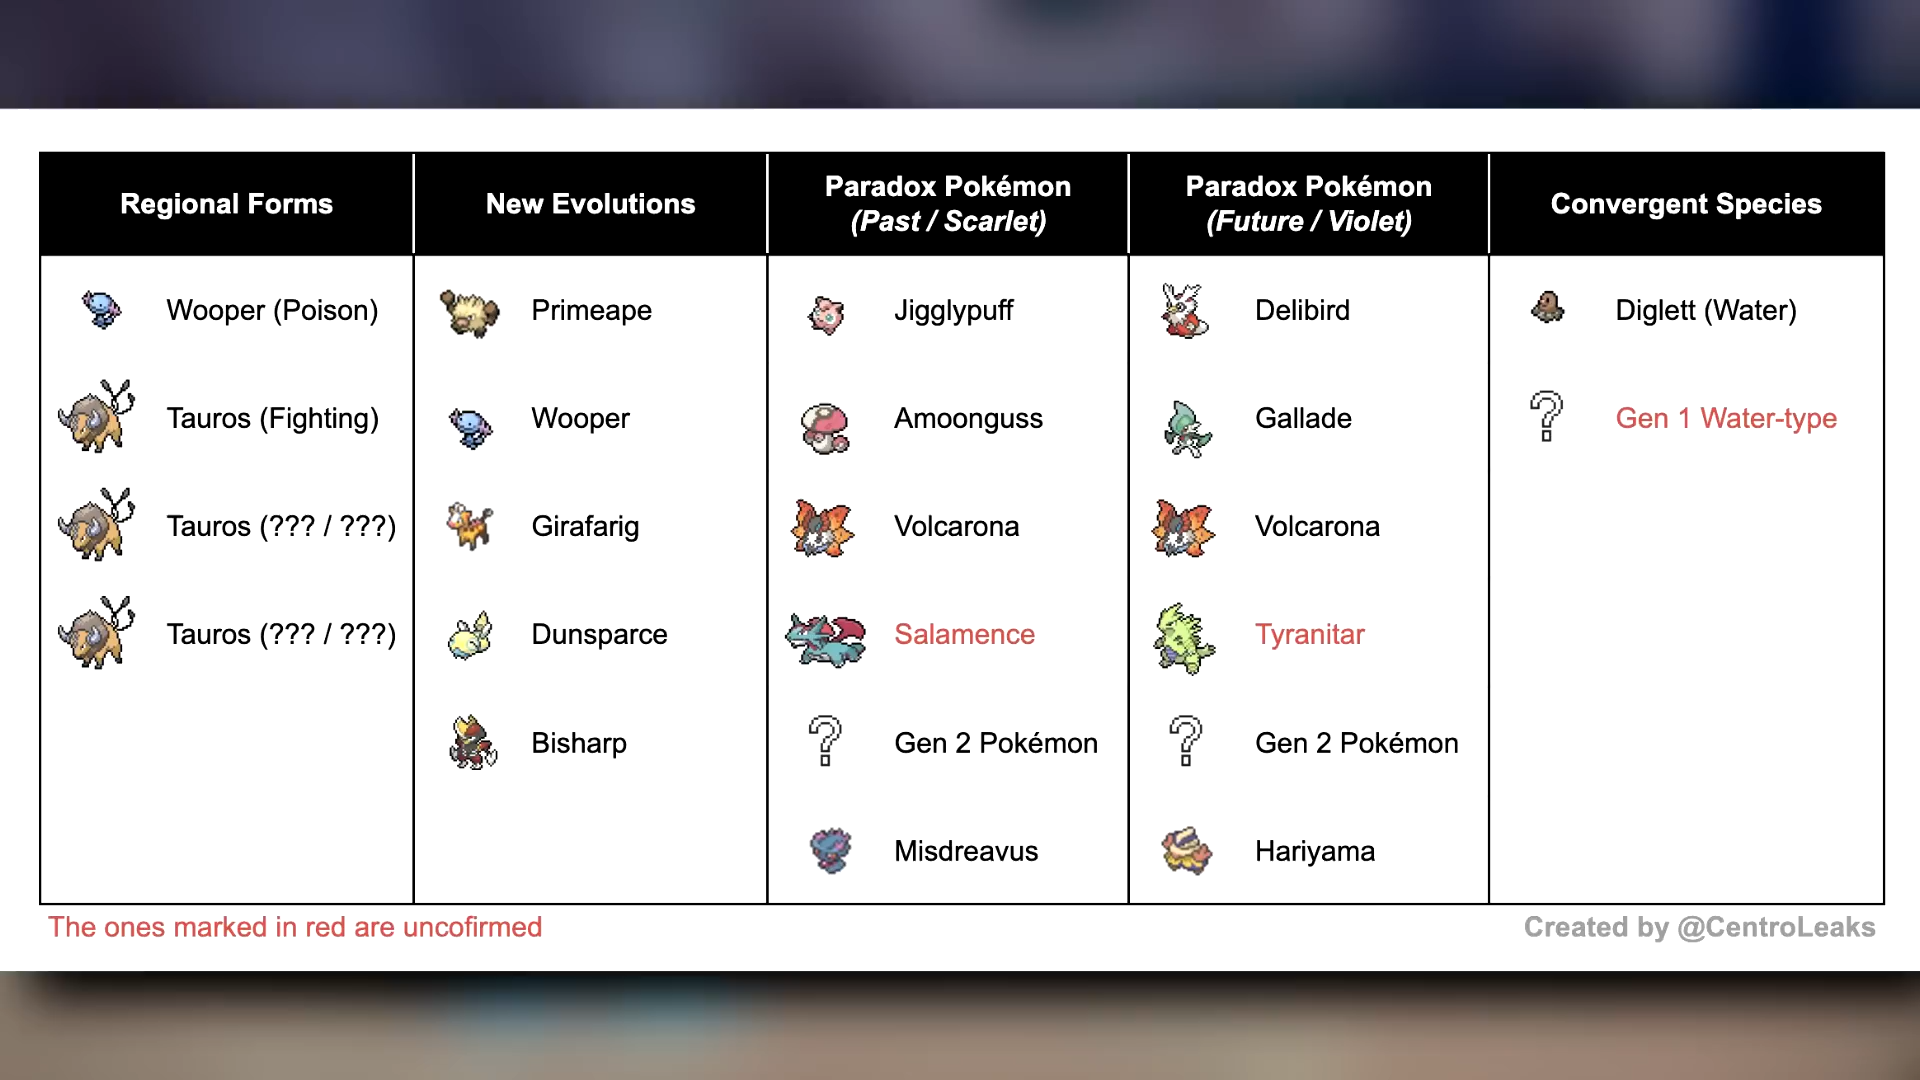 Regional Forms
New Evolutions
Paradox Pokémon
(Past / Scarlet)
Paradox Pokémon
(Future / Violet)
Convergent Species
Wooper (Poison)
Primeape
Jigglypuff
Delibird
Diglett (Water)
Tauros (Fighting)
Wooper
Amoonguss
Gallade
Gen 1 Water-type
Tauros (??? / ???)
Girafarig
Volcarona
Volcarona
Tauros (??? / ???)
Dunsparce
Salamence
Tyranitar
Bisharp
Gen 2 Pokémon
Gen 2 Pokémon
Misdreavus
Hariyama
The ones marked in red are uncofirmed
Created by @CentroLeaks